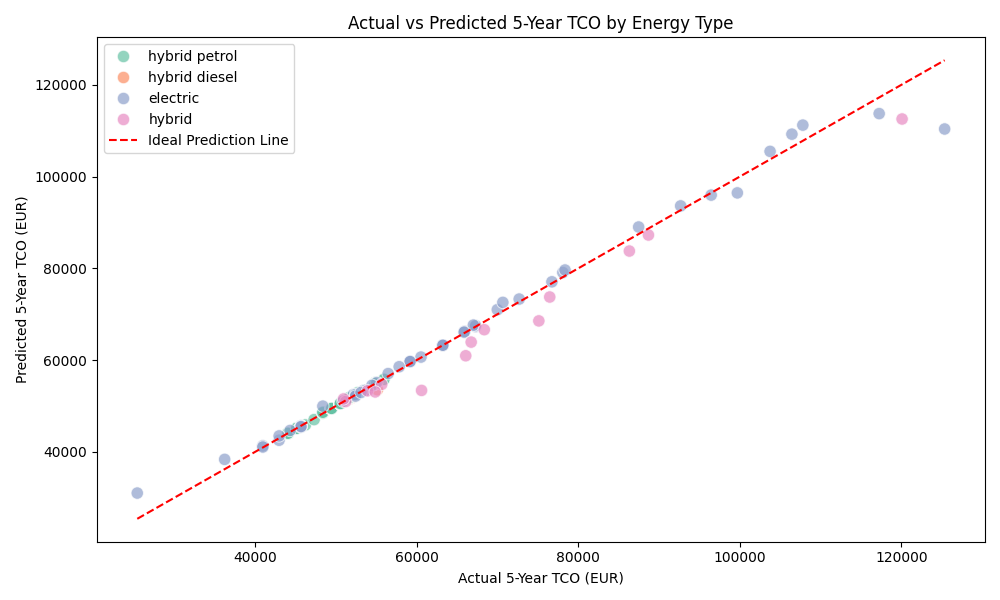 Actual vs Predicted 5-Year TCO by Energy Type
hybrid petrol
hybrid diesel
electric
hybrid
Ideal Prediction Line
120000
100000
80000
60000
40000
Predicted 5-Year TCO (EUR)
40000
60000
80000
100000
120000
Actual 5-Year TCO (EUR)